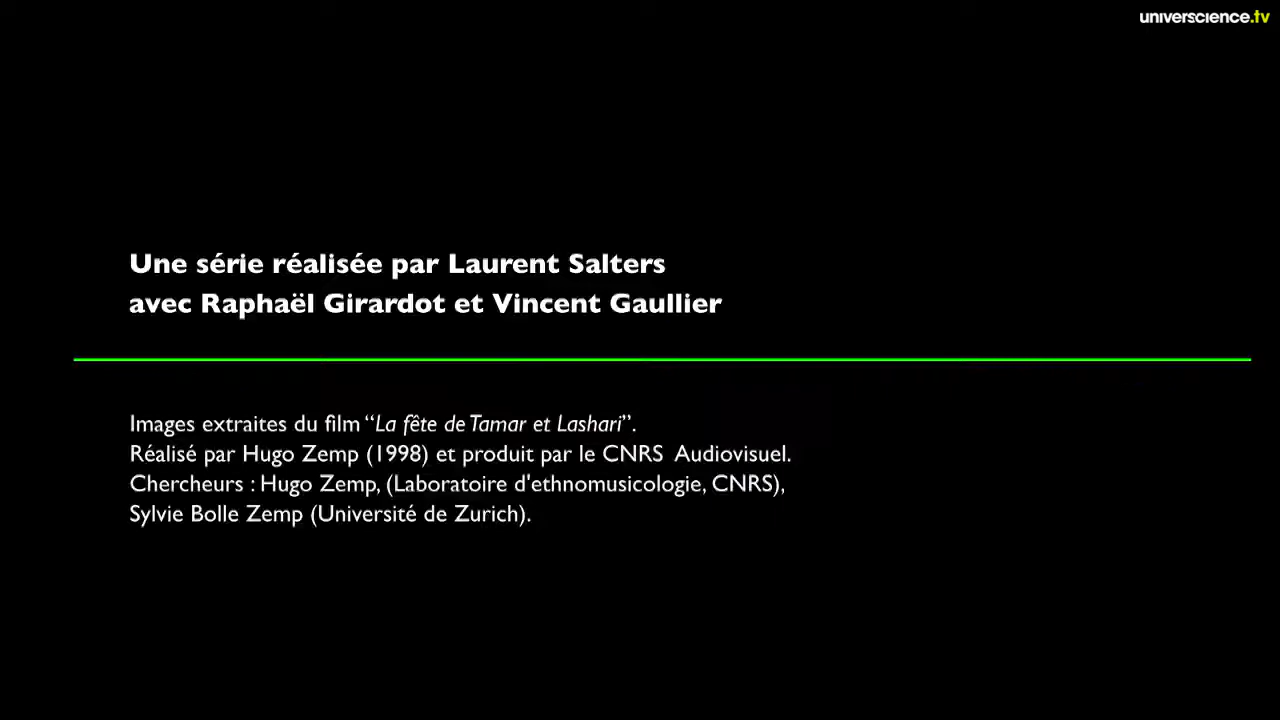 universcience.tv
Une série réalisée par Laurent Salters
avec Raphaël Girardot et Vincent Gaullier
Images extraites du film “La fête de Tamar et Lashari”.
Réalisé par Hugo Zemp (1998) et produit par le CNRS Audiovisuel.
Chercheurs : Hugo Zemp, (Laboratoire d'ethnomusicologie, CNRS),
Sylvie Bolle Zemp (Université de Zurich).